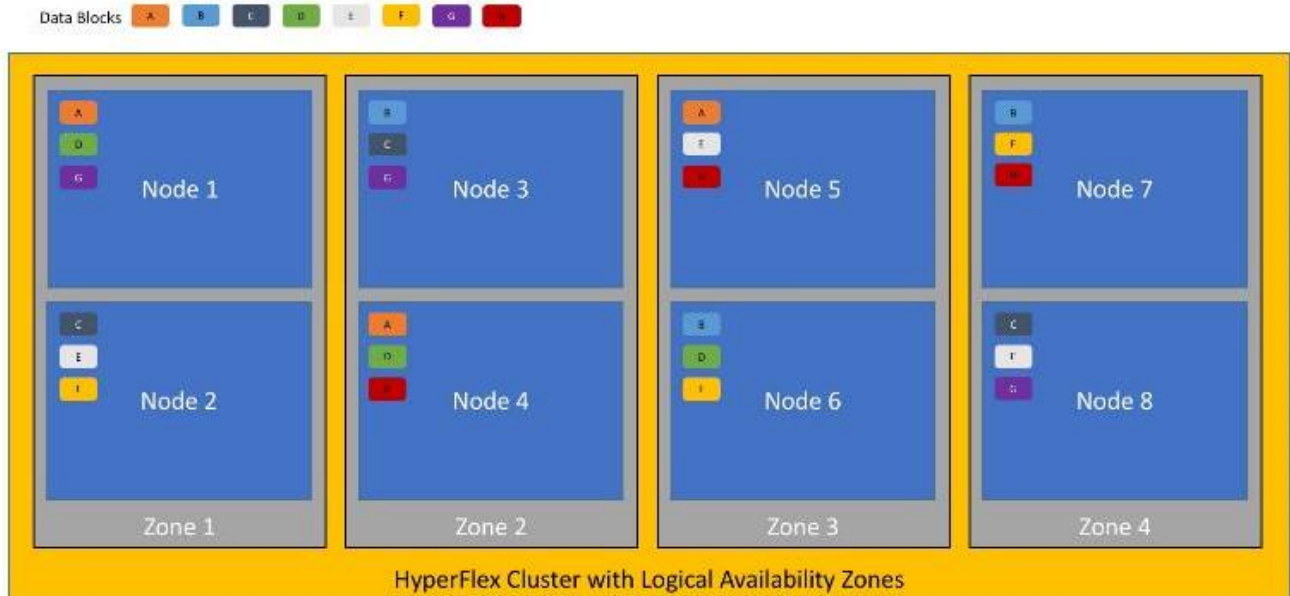 Data Blocks A B C D E F G
A B A B
D C E F
G G
Node 1 Node 3 Node 5 Node 7
C A B C
E D D
G
Node 2 Node 4 Node 6 Node 8
Zone 1 Zone 2 Zone 3 Zone 4
HyperFlex Cluster with Logical Availability Zones